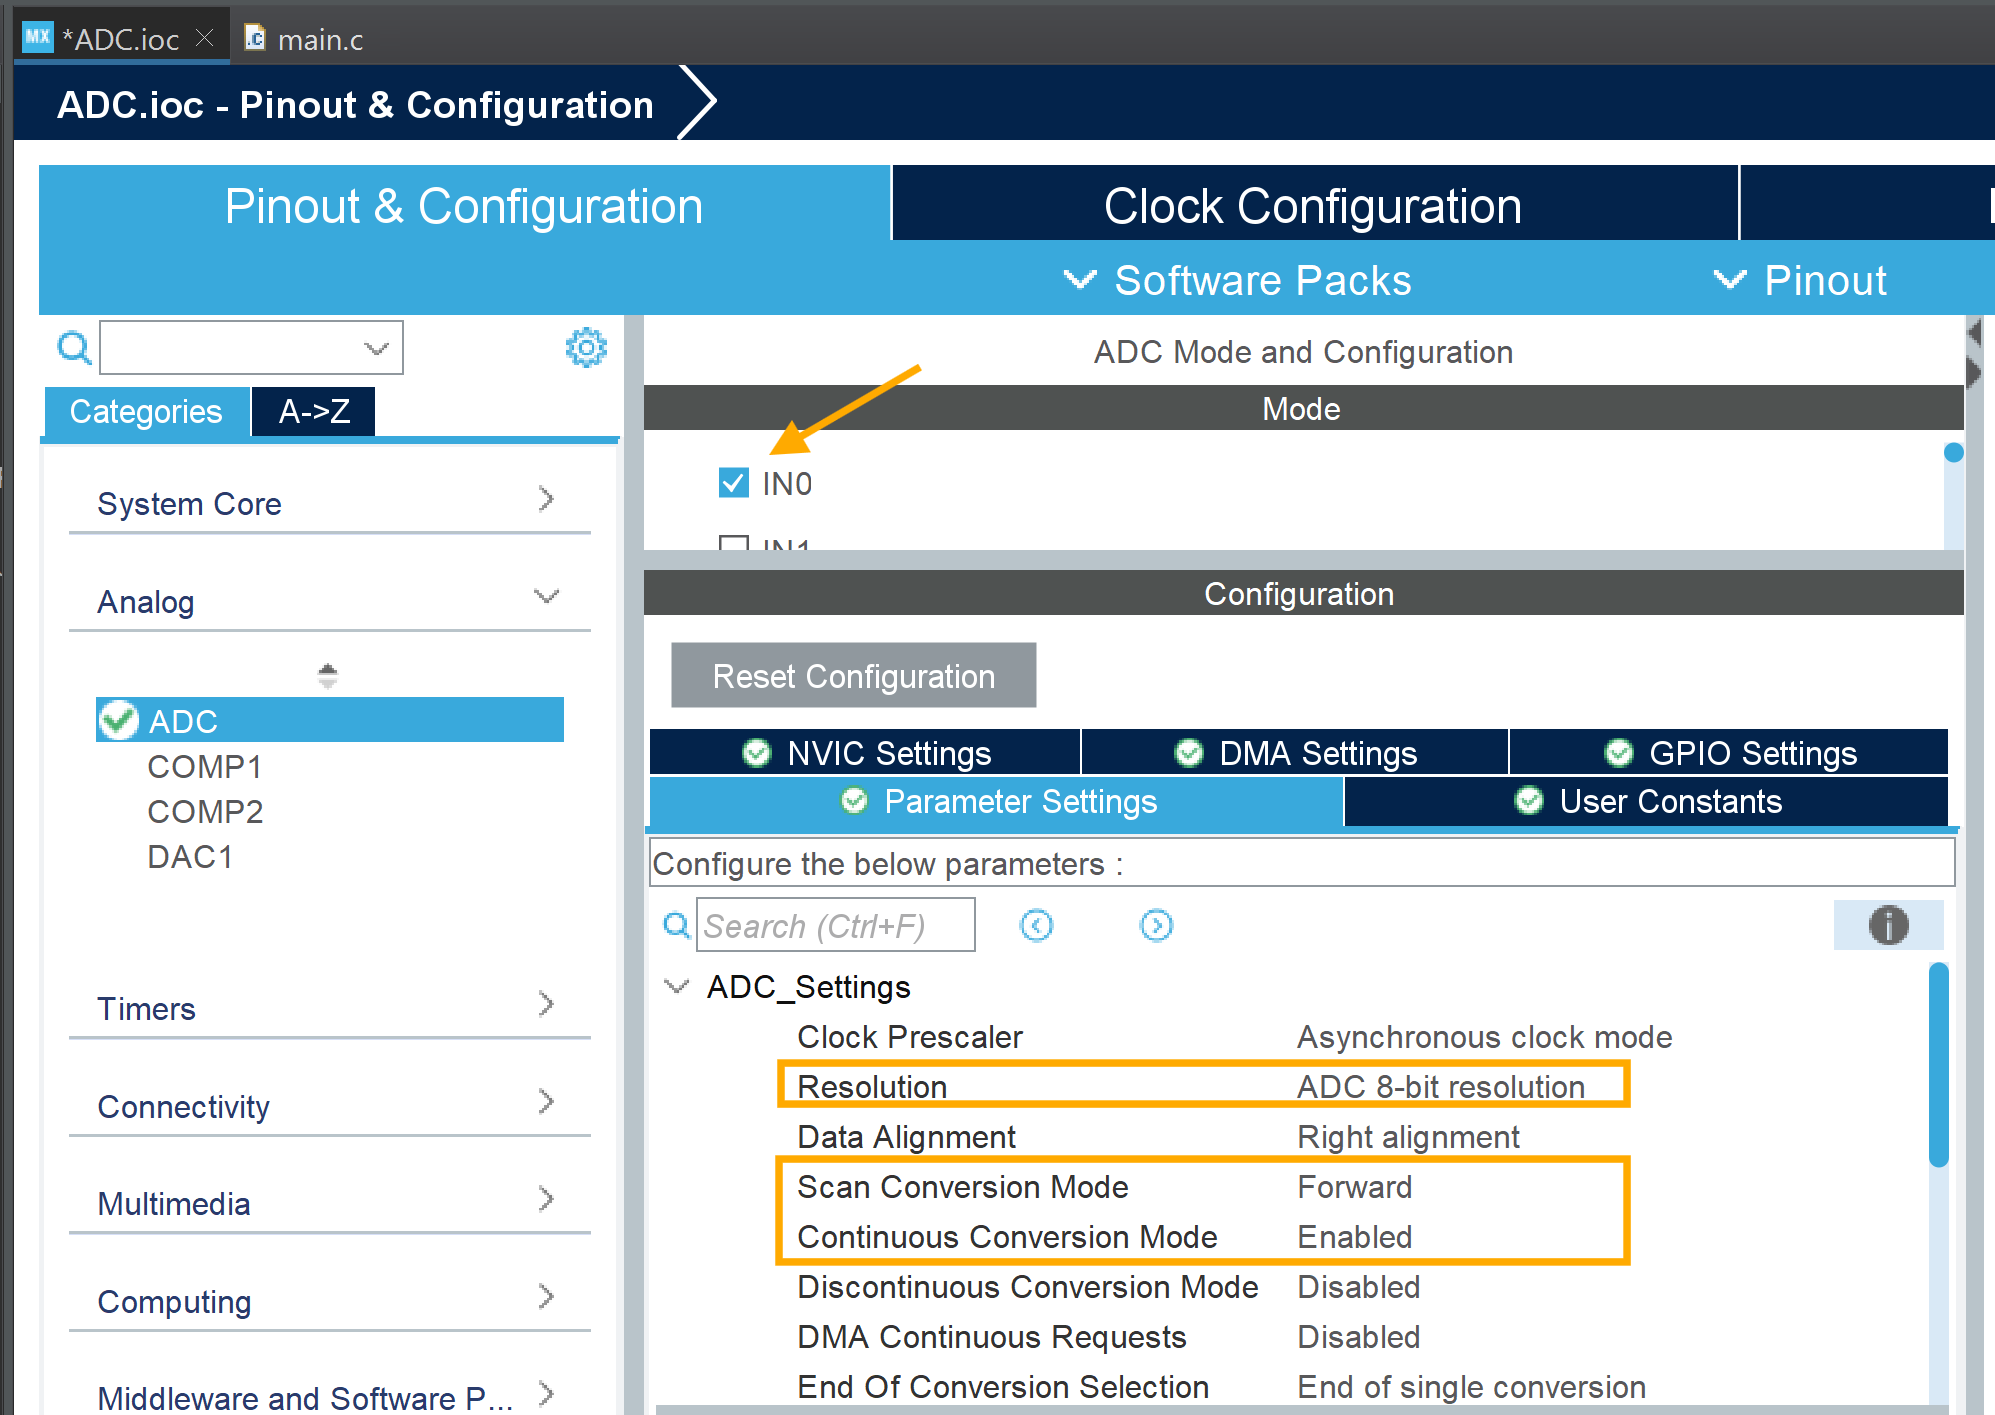 MX *ADC.ioc
.c main.c
ADC.ioc - Pinout & Configuration
Pinout & Configuration
Clock Configuration
Software Packs
Pinout
Categories
A->Z
System Core
Analog
ADC
COMP1
COMP2
DAC1
Timers
Connectivity
Multimedia
Computing
Middleware and Software P...
ADC Mode and Configuration
Mode
IN0
IN1
Configuration
Reset Configuration
NVIC Settings
DMA Settings
GPIO Settings
Parameter Settings
User Constants
Configure the below parameters :
Search (Ctrl+F)
ADC_Settings
Clock Prescaler Asynchronous clock mode
Resolution ADC 8-bit resolution
Data Alignment Right alignment
Scan Conversion Mode Forward
Continuous Conversion Mode Enabled
Discontinuous Conversion Mode Disabled
DMA Continuous Requests Disabled
End Of Conversion Selection End of single conversion